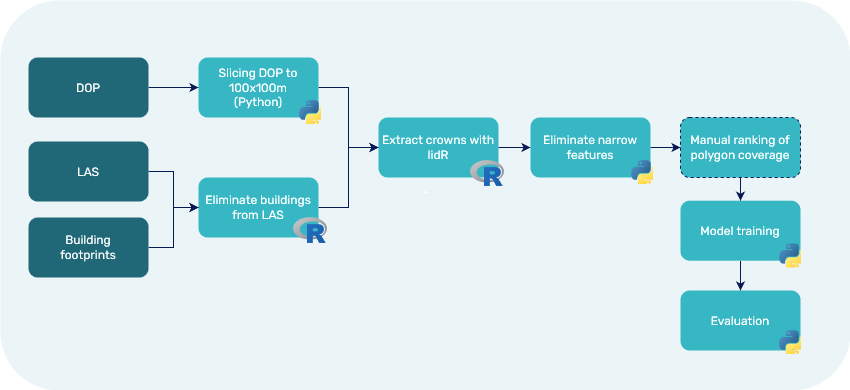 DOP
Slicing DOP to
100x100m
(Python)
LAS
Building
footprints
Eliminate buildings
from LAS
R
Extract crowns with
lidR
R
Eliminate narrow
features
Manual ranking of
polygon coverage
Model training
Evaluation